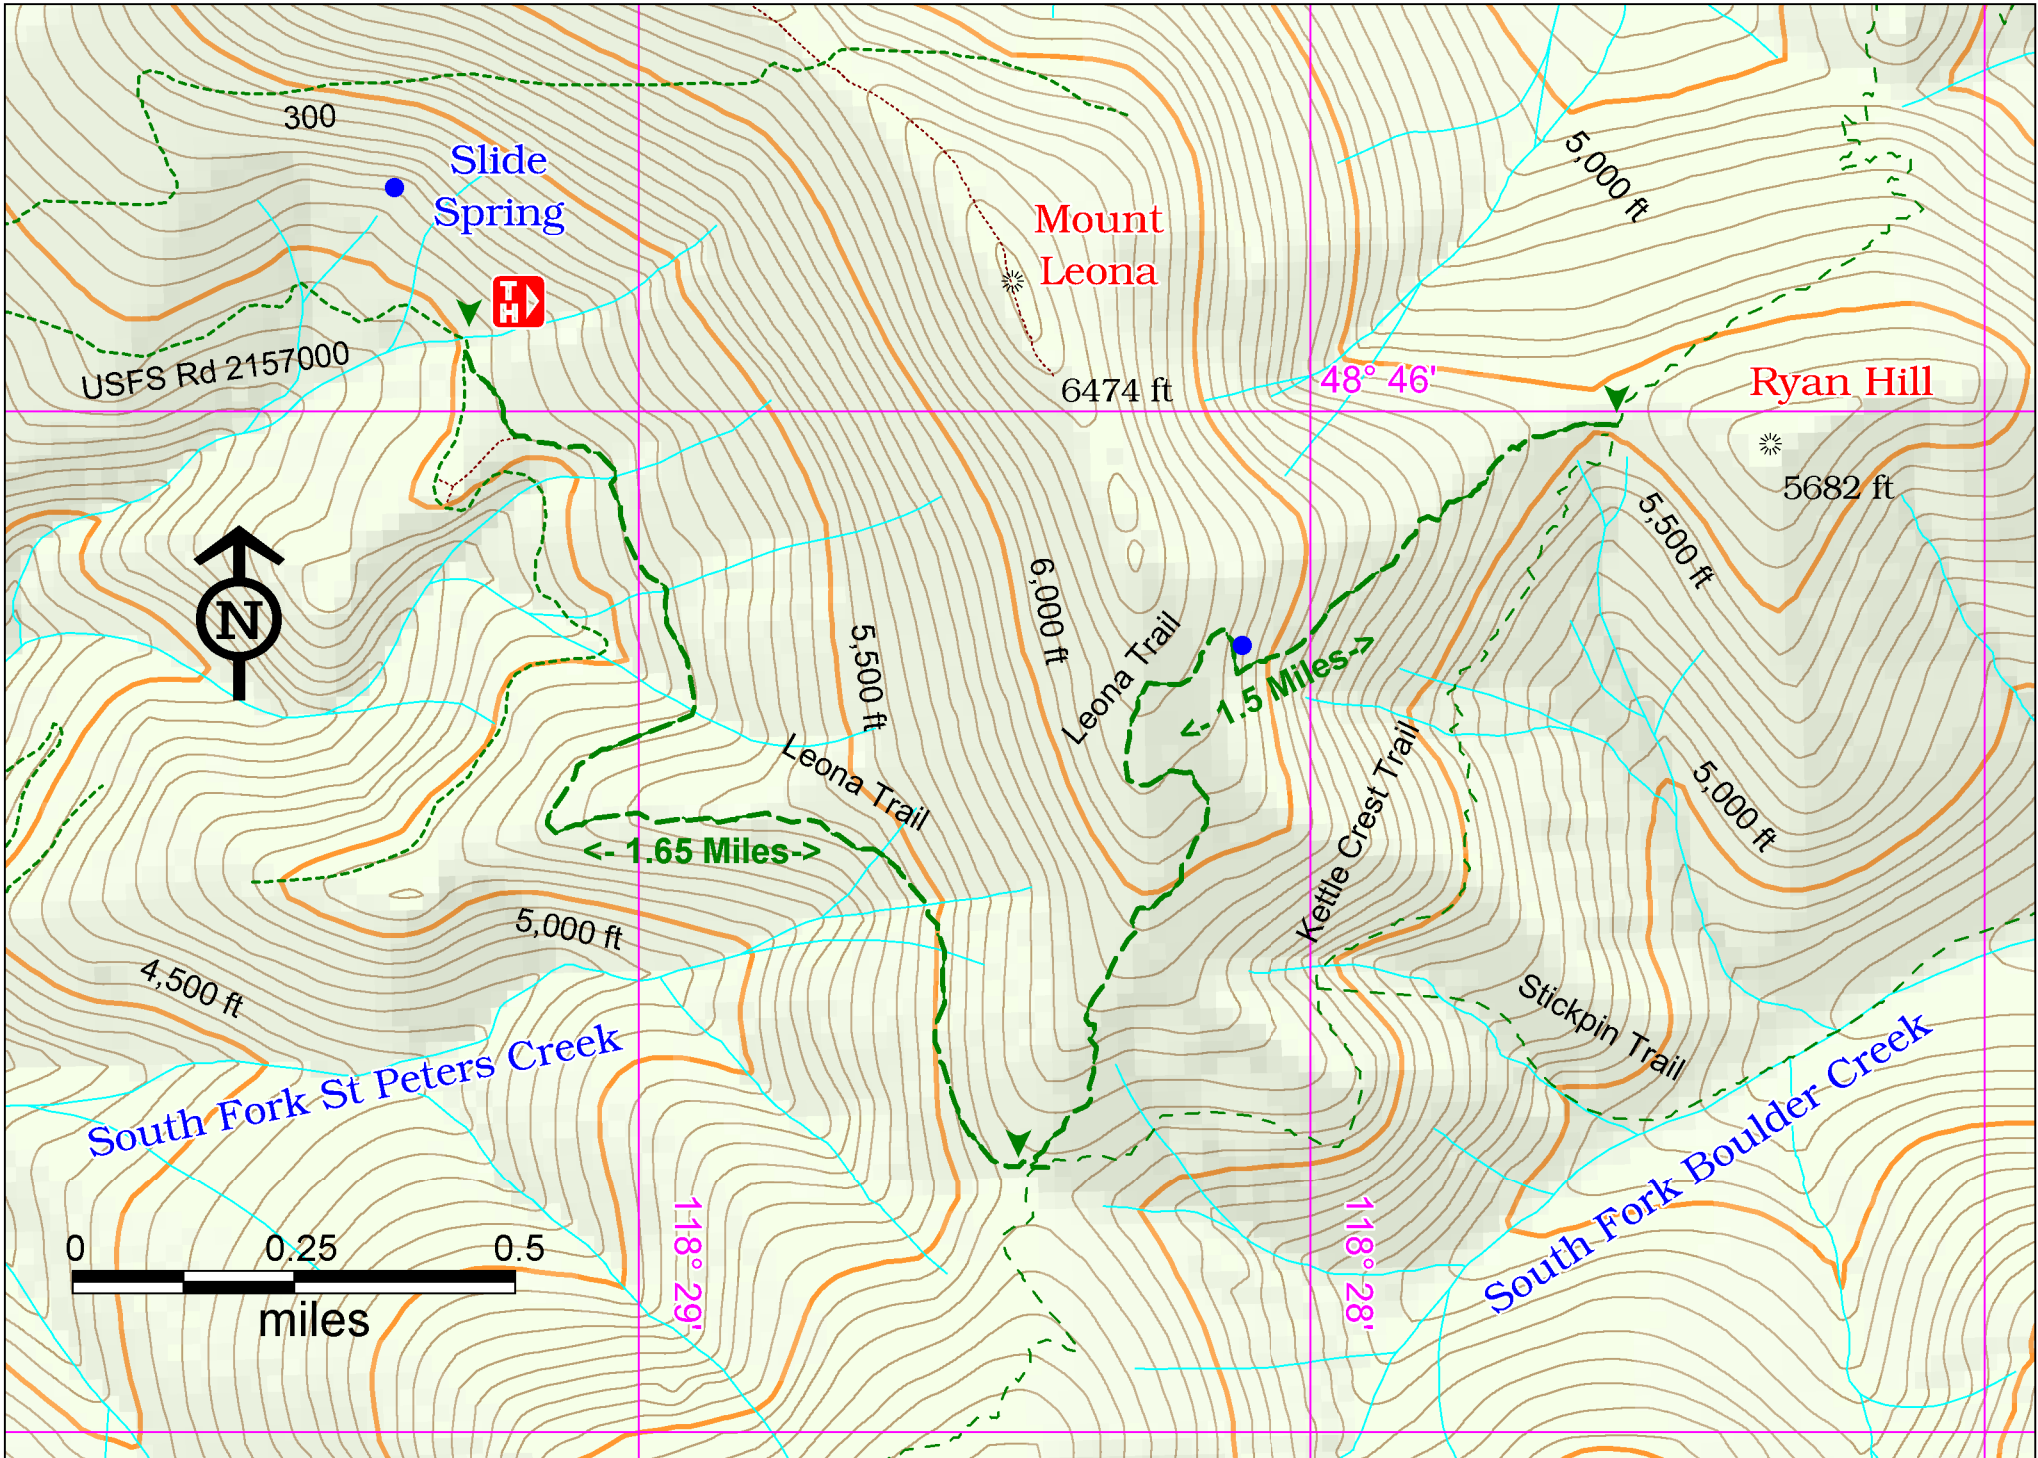 300
Slide
Spring
TH
USFS Rd 2157000
Mount
Leona
6474 ft
5,000 ft
48° 46'
Ryan Hill
5682 ft
5,500 ft
6,000 ft
5,500 ft
Leona Trail
<- 1.5 Miles->
Leona Trail
<- 1.65 Miles->
Kettle Crest Trail
5,000 ft
N
5,000 ft
4,500 ft
Stickpin Trail
South Fork St Peters Creek
South Fork Boulder Creek
118° 29'
118° 28'
0 0.25 0.5
miles